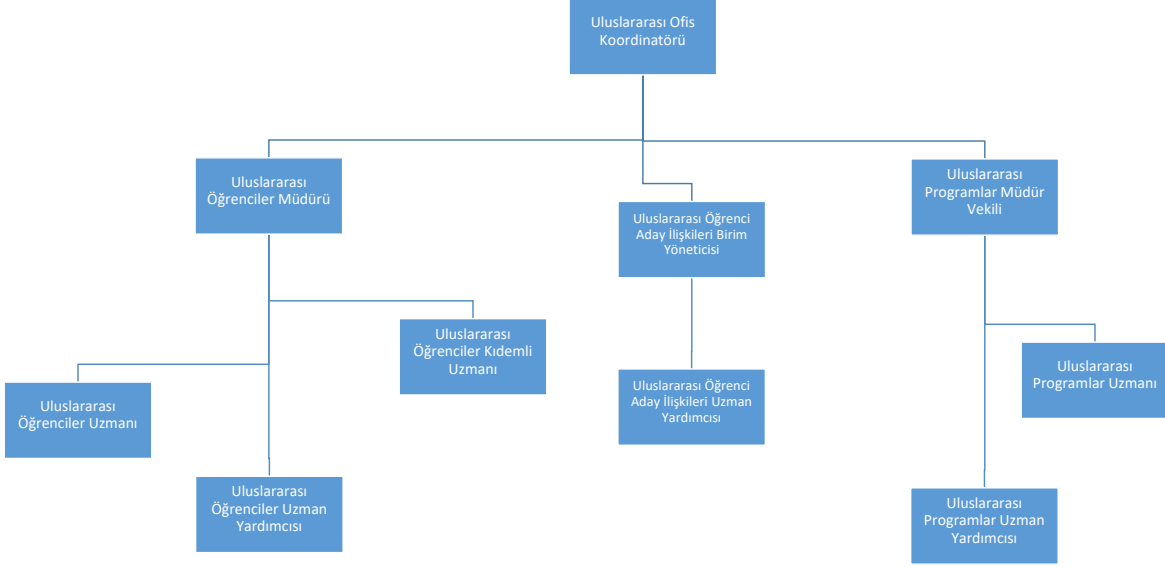 Uluslararası Ofis
Koordinatörü
Uluslararası
Öğrenciler Müdürü
Uluslararası Öğrenci
Aday İlişkileri Birim
Yöneticisi
Uluslararası
Programlar Müdür
Vekili
Uluslararası
Öğrenciler Kıdemli
Uzmanı
Uluslararası
Programlar Uzmanı
Uluslararası
Öğrenciler Uzmanı
Uluslararası Öğrenci
Aday İlişkileri Uzman
Yardımcısı
Uluslararası
Öğrenciler Uzman
Yardımcısı
Uluslararası
Programlar Uzman
Yardımcısı